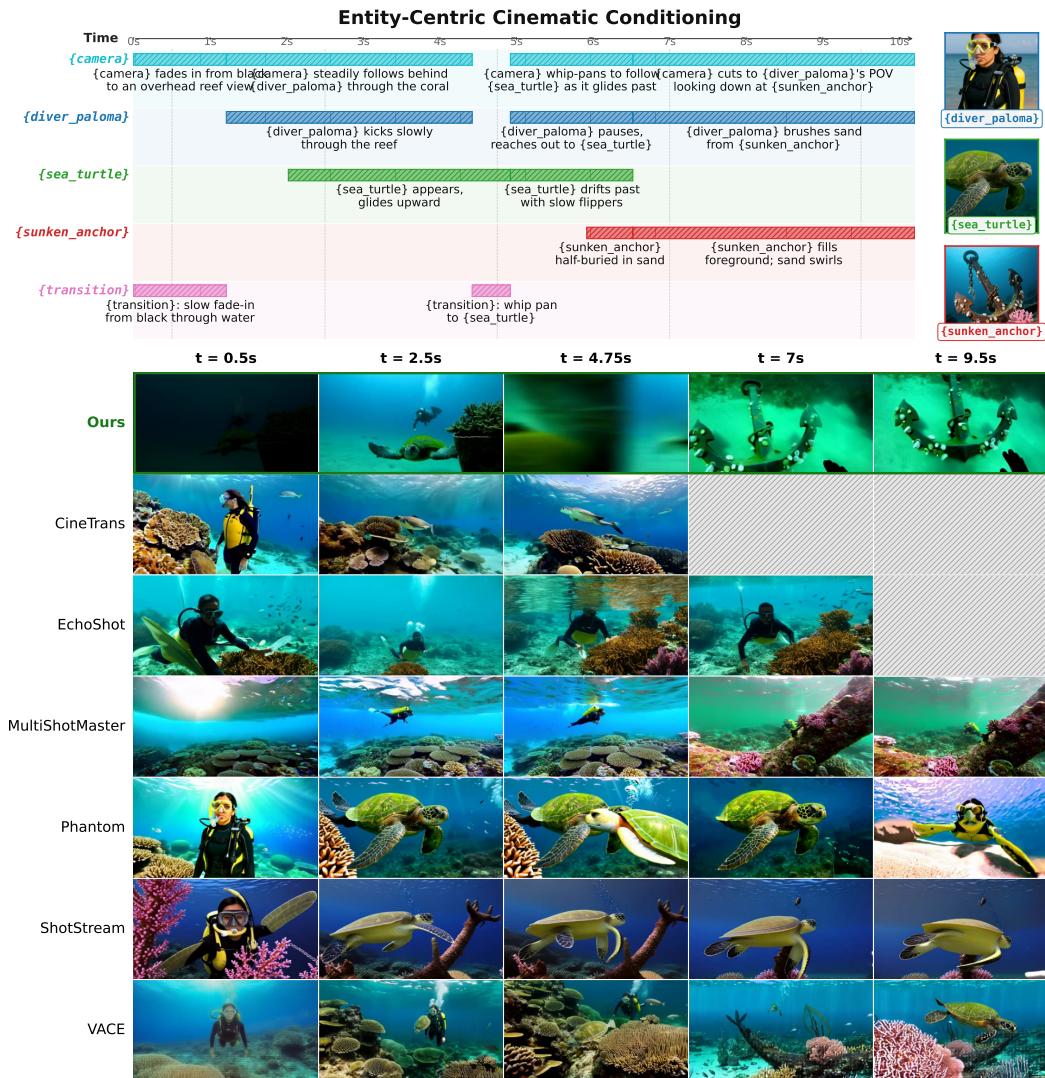 Entity-Centric Cinematic Conditioning
Time
0s 1s 2s 3s 4s 5s 6s 7s 8s 9s 10s
{camera}
{camera} fades in from black
to an overhead reef view
{camera} steadily follows behind
{diver_paloma} through the coral
{camera} whip-pans to follow
{sea_turtle} as it glides past
{camera} cuts to {diver_paloma}'s POV
looking down at {sunken_anchor}
{diver_paloma}
{diver_paloma} kicks slowly
through the reef
{diver_paloma} pauses,
reaches out to {sea_turtle}
{diver_paloma} brushes sand
from {sunken_anchor}
{sea_turtle}
{sea_turtle} appears,
glides upward
{sea_turtle} drifts past
with slow flippers
{sunken_anchor}
{sunken_anchor}
half-buried in sand
{sunken_anchor} fills
foreground; sand swirls
{transition}
{transition}: slow fade-in
from black through water
{transition}: whip pan
to {sea_turtle}
{diver_paloma}
{sea_turtle}
{sunken_anchor}
t = 0.5s t = 2.5s t = 4.75s t = 7s t = 9.5s
Ours
CineTrans
EchoShot
MultiShotMaster
Phantom
ShotStream
VACE